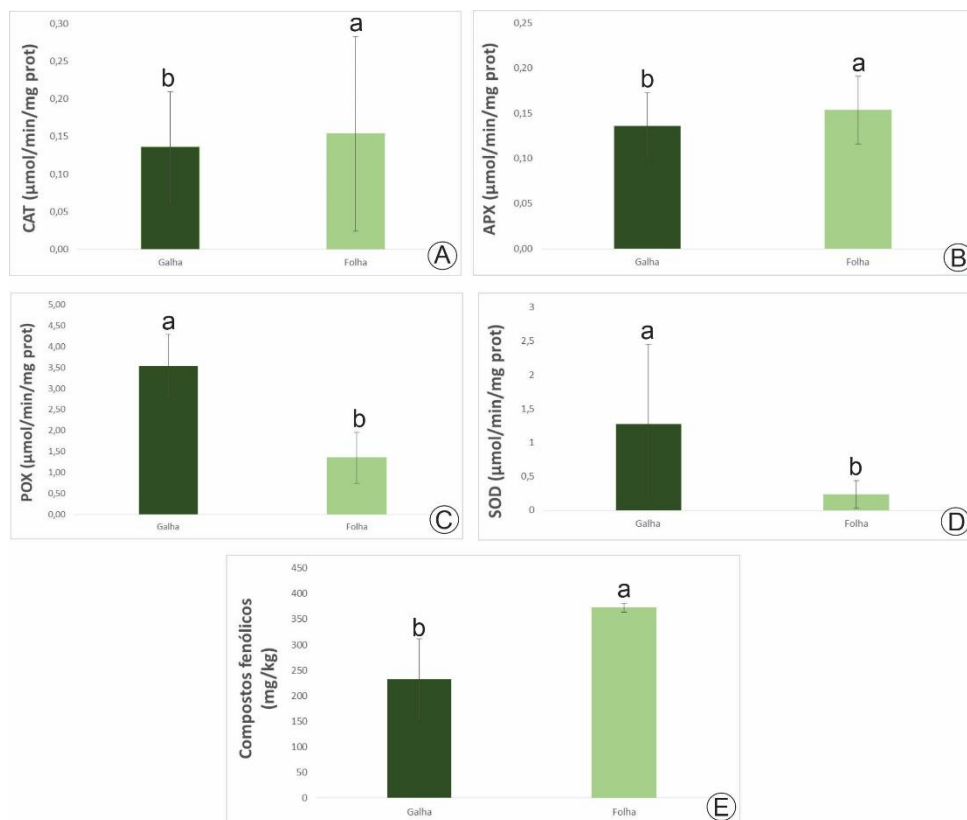 CAT (µmol/min/mg prot)
0,30
0,25
0,20
0,15
0,10
0,05
0,00
b
a
Galha
Folha
A
APX (µmol/min/mg prot)
0,25
0,20
0,15
0,10
0,05
0,00
b
a
Galha
Folha
B
POX (µmol/min/mg prot)
5,00
4,50
4,00
3,50
3,00
2,50
2,00
1,50
1,00
0,50
0,00
a
b
Galha
Folha
C
SOD (µmol/min/mg prot)
3
2,5
2
1,5
1
0,5
0
a
b
Galha
Folha
D
Compostos fenólicos
(mg/kg)
450
400
350
300
250
200
150
100
50
0
b
a
Galha
Folha
E